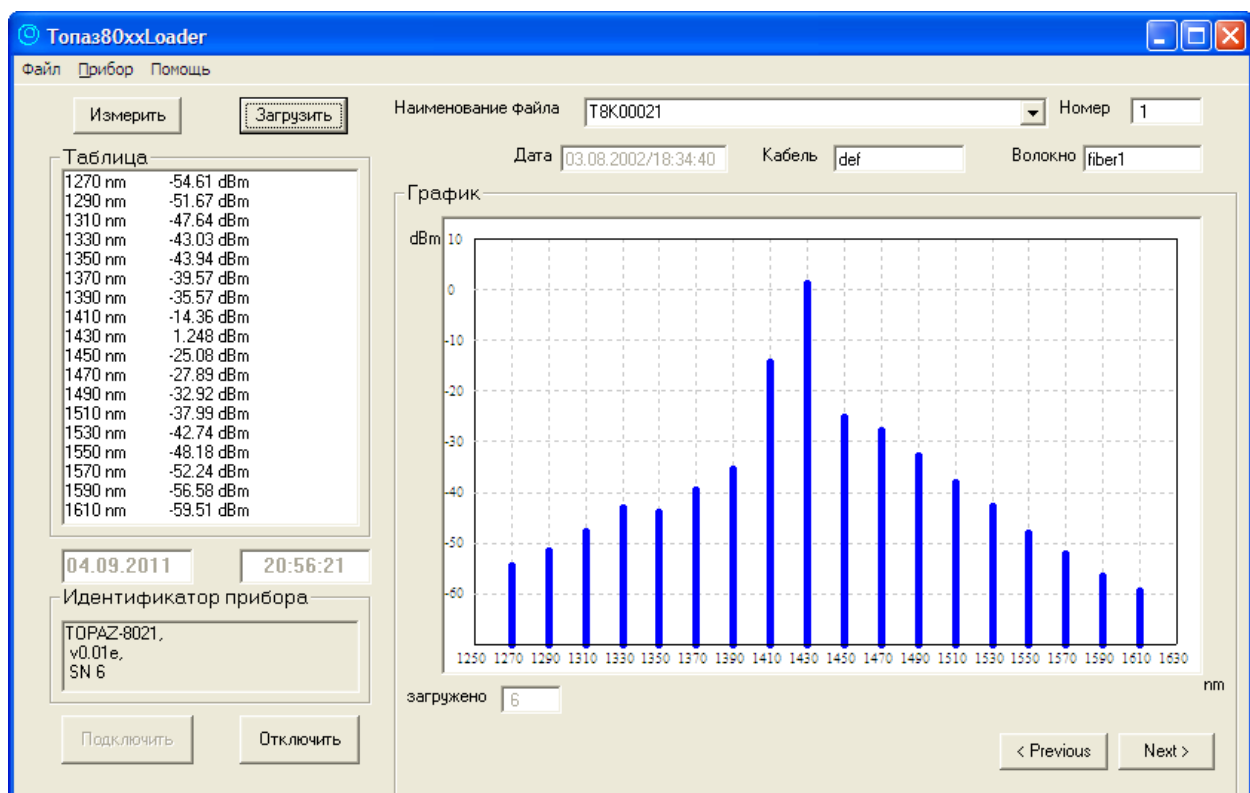 Топаз80xxLoader
Файл Прибор Помощь
Измерить Загрузить
Наименование файла T8K00021 Номер 1
Дата 03.08.2002/18:34:40 Кабель def Волокно fiber1
Таблица
1270 nm -54.61 dBm
1290 nm -51.67 dBm
1310 nm -47.64 dBm
1330 nm -43.03 dBm
1350 nm -43.94 dBm
1370 nm -39.57 dBm
1390 nm -35.57 dBm
1410 nm -14.36 dBm
1430 nm 1.248 dBm
1450 nm -25.08 dBm
1470 nm -27.89 dBm
1490 nm -32.92 dBm
1510 nm -37.99 dBm
1530 nm -42.74 dBm
1550 nm -48.18 dBm
1570 nm -52.24 dBm
1590 nm -56.58 dBm
1610 nm -59.51 dBm
04.09.2011 20:56:21
Идентификатор прибора
TOPAZ-8021,
v0.01e,
SN 6
Подключить Отключить
График
dBm 10
0
-10
-20
-30
-40
-50
-60
1250 1270 1290 1310 1330 1350 1370 1390 1410 1430 1450 1470 1490 1510 1530 1550 1570 1590 1610 1630
nm
загружено 6
< Previous Next >